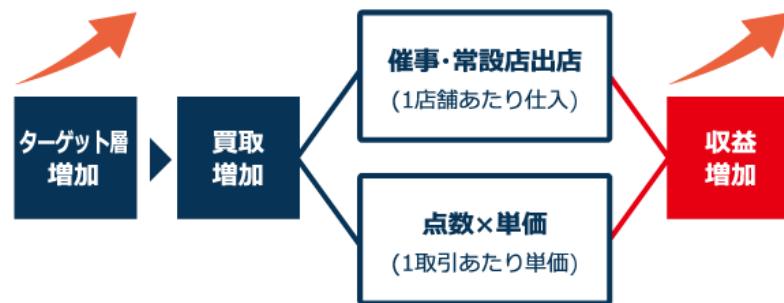 ターゲット層
増加
買取
増加
催事・常設店出店
(1店舗あたり仕入)
点数×単価
(1取引あたり単価)
収益
増加